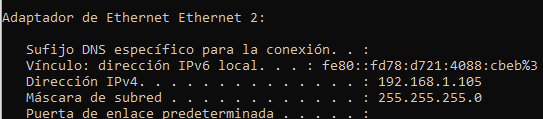 Adaptador de Ethernet Ethernet 2:
Sufijo DNS específico para la conexión. . :
Vínculo: dirección IPv6 local. . . : fe80::fd78:d721:4088:cbeb%3
Dirección IPv4. . . . . . . . . . . . . . : 192.168.1.105
Máscara de subred . . . . . . . . . . . . : 255.255.255.0
Puerta de enlace predeterminada . . . . . :